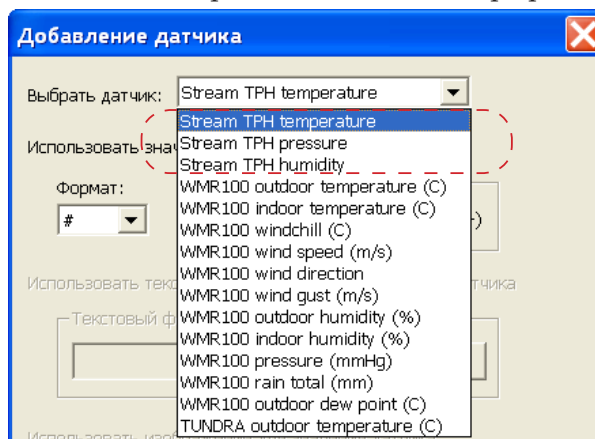 Добавление датчика
Выбрать датчик: Stream TPH temperature
Stream TPH temperature
Stream TPH pressure
Использовать знач
Stream TPH humidity
Формат:
WMR100 outdoor temperature (C)
WMR100 indoor temperature (C)
#
WMR100 windchill (C)
WMR100 wind speed (m/s)
WMR100 wind direction
Использовать текс
WMR100 wind gust (m/s)
тчика
WMR100 outdoor humidity (%)
Текстовый ф
WMR100 indoor humidity (%)
WMR100 pressure (mmHg)
WMR100 rain total (mm)
WMR100 outdoor dew point (C)
TUNDRA outdoor temperature (C)